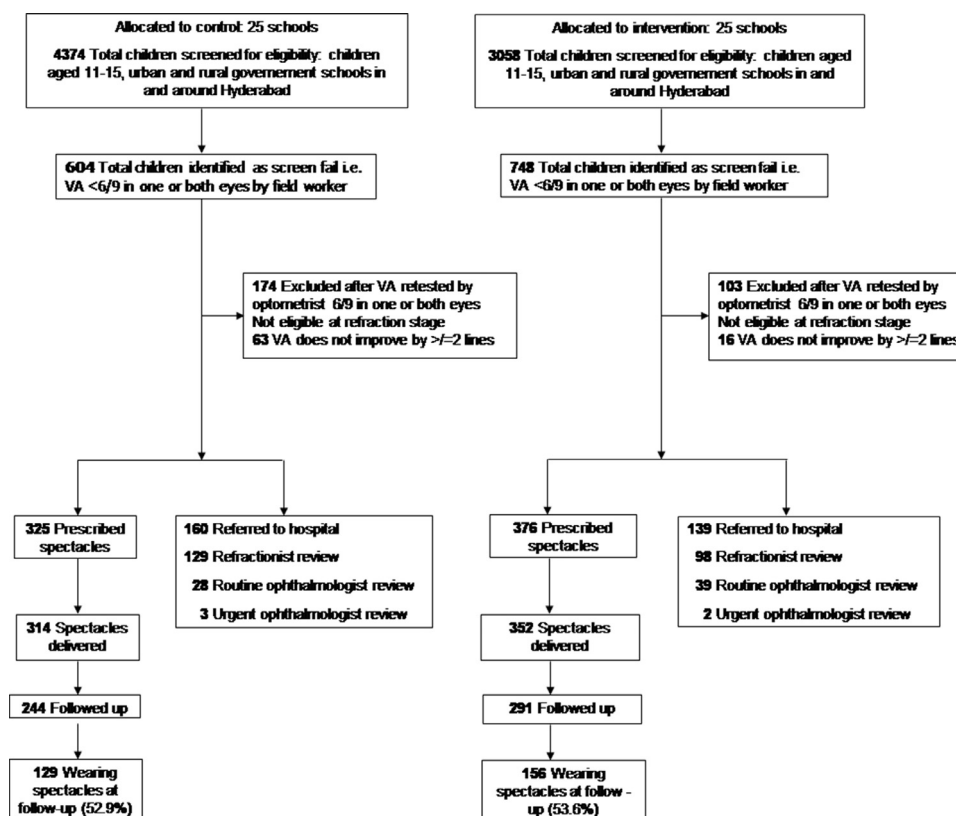 Allocated to control: 25 schools
4374 Total children screened for eligibility: children
aged 11-15, urban and rural governement schools in
and around Hyderabad
604 Total children identified as screen fail i.e.
VA <6/9 in one or both eyes by field worker
174 Excluded after VA retested by
optometrist 6/9 in one or both eyes
Not eligible at refraction stage
63 VA does not improve by >/=2 lines
325 Prescribed
spectacles
160 Referred to hospital
129 Refractionist review
28 Routine ophthalmologist review
3 Urgent ophthalmologist review
314 Spectacles
delivered
244 Followed up
129 Wearing
spectacles at
follow-up (52.9%)
Allocated to intervention: 25 schools
3058 Total children screened for eligibility: children aged
11-15, urban and rural government schools in and
around Hyderabad
748 Total children identified as screen fail i.e.
VA <6/9 in one or both eyes by field worker
103 Excluded after VA retested by
optometrist 6/9 in one or both eyes
Not eligible at refraction stage
16 VA does not improve by >/=2 lines
376 Prescribed
spectacles
139 Referred to hospital
98 Refractionist review
39 Routine ophthalmologist review
2 Urgent ophthalmologist review
352 Spectacles
delivered
291 Followed up
156 Wearing
spectacles at follow -
up (53.6%)